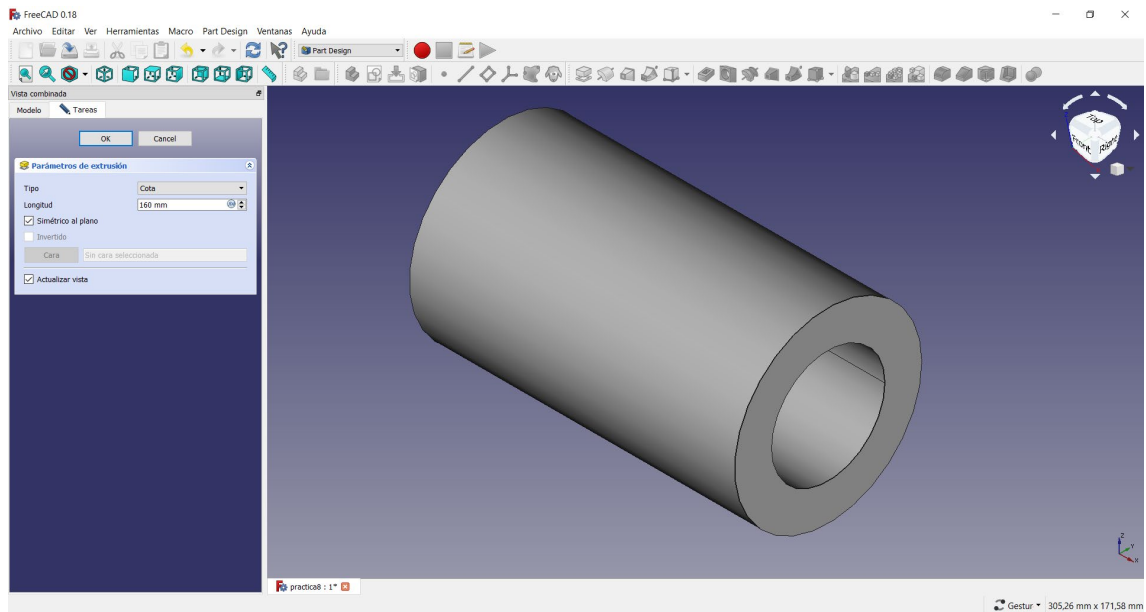 FreeCAD 0.18
Archivo Editar Ver Herramientas Macro Part Design Ventanas Ayuda
Part Design
Vista combinada
Modelo Tareas
OK Cancel
Parámetros de extrusión
Tipo Cota
Longitud 160 mm
Simétrico al plano
Invertido
Cara Sin cara seleccionada
Actualizar vista
Top
Front Right
Z
Y
X
practica8 : 1*
Gestur 305,26 mm x 171,58 mm